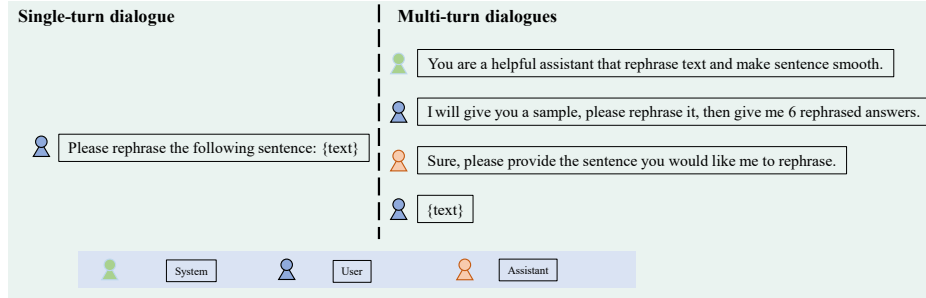 Single-turn dialogue
Please rephrase the following sentence: {text}
Multi-turn dialogues
You are a helpful assistant that rephrase text and make sentence smooth.
I will give you a sample, please rephrase it, then give me 6 rephrased answers.
Sure, please provide the sentence you would like me to rephrase.
{text}
System
User
Assistant